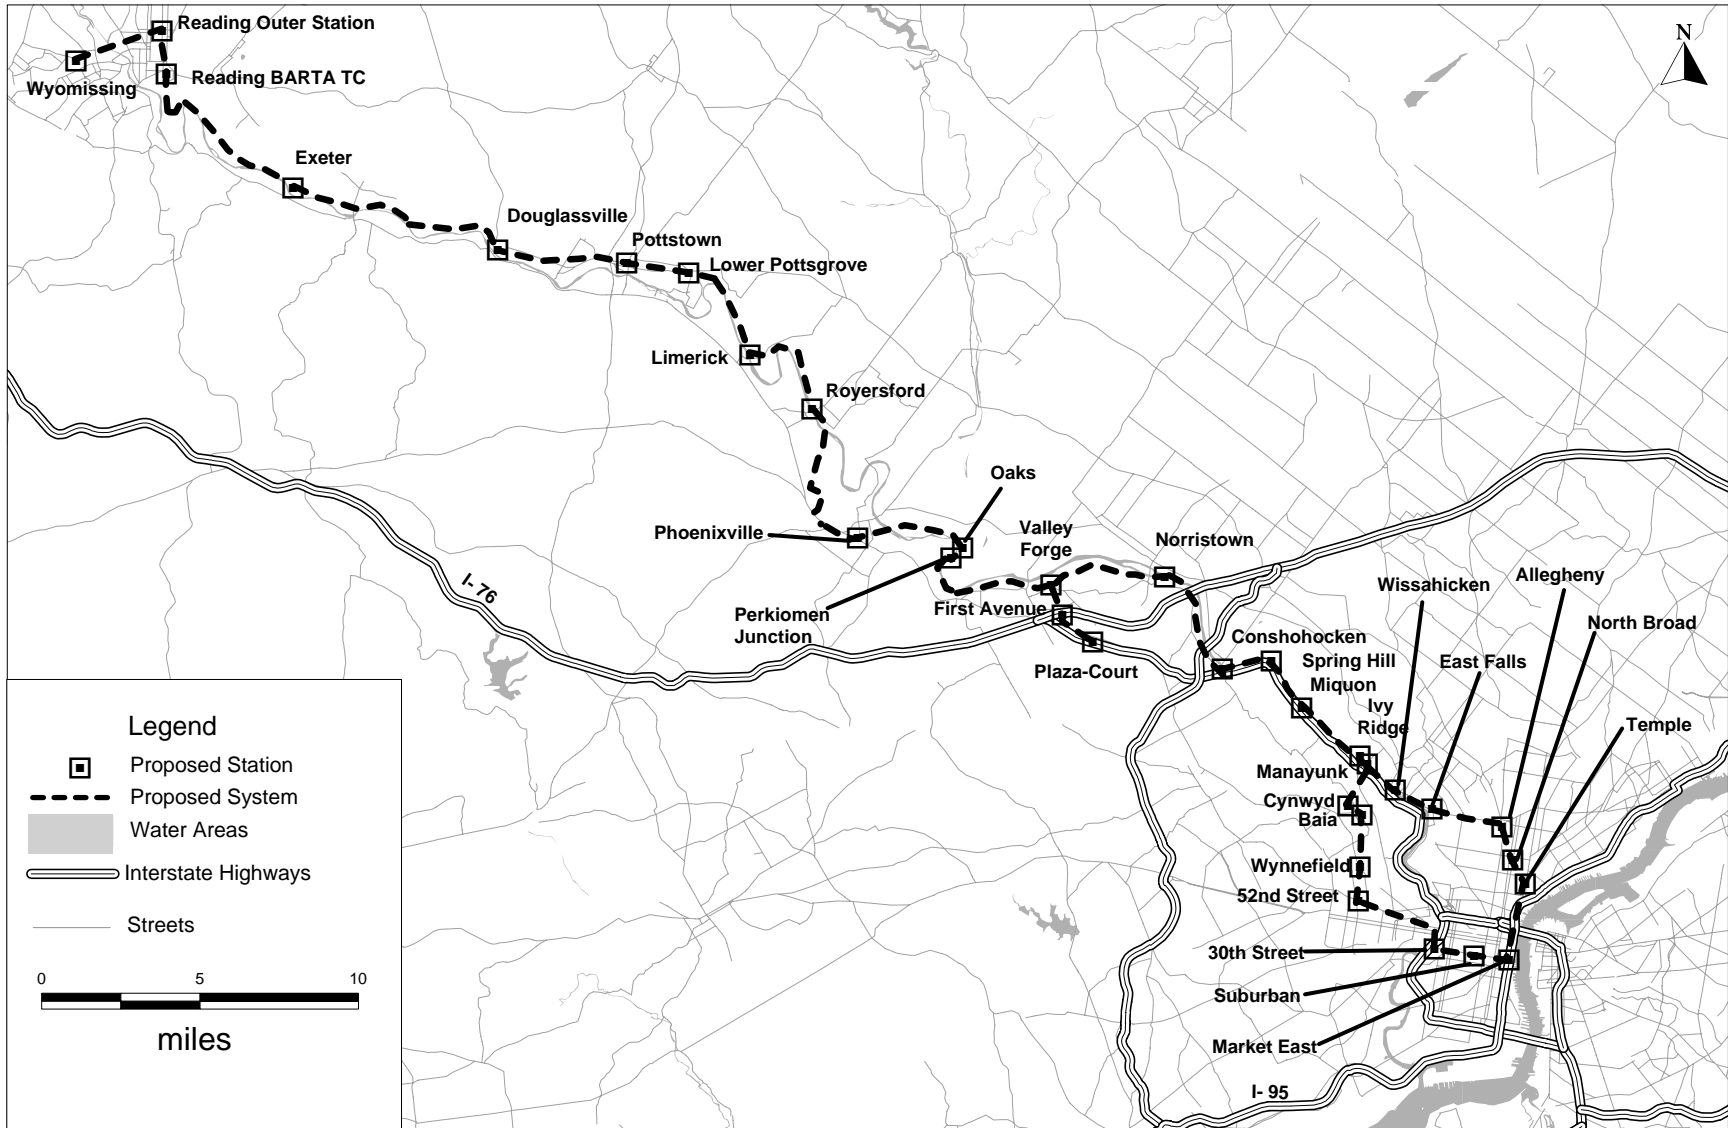 Reading Outer Station
N
Reading BARTA TC
Wyomissing
Exeter
Douglassville
Pottstown
Lower Pottsgrove
Limerick
Royersford
Oaks
Phoenixville
Valley
Forge
Norristown
I- 76
Wissahicken
Allegheny
Perkiomen
Junction
First Avenue
North Broad
Conshohocken
Plaza-Court
Spring Hill
East Falls
Miquon
Ivy
Ridge
Temple
Manayunk
Cynwyd
Baia
Wynnefield
52nd Street
30th Street
Suburban
Market East
I- 95
Legend
Proposed Station
Proposed System
Water Areas
Interstate Highways
Streets
0 5 10
miles